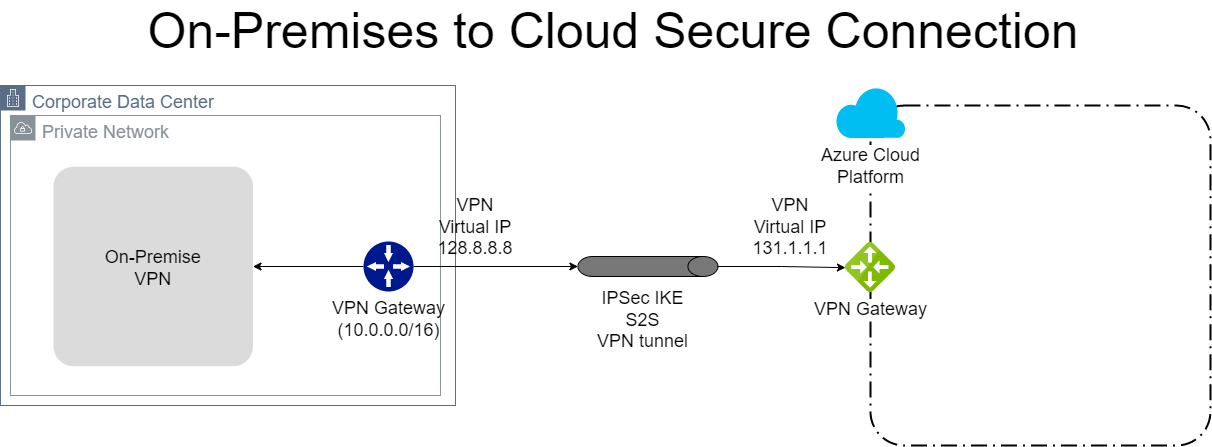 On-Premises to Cloud Secure Connection
Corporate Data Center
Private Network
On-Premise
VPN
VPN Gateway
(10.0.0.0/16)
VPN
Virtual IP
128.8.8.8
IPSec IKE
S2S
VPN tunnel
VPN
Virtual IP
131.1.1.1
Azure Cloud
Platform
VPN Gateway